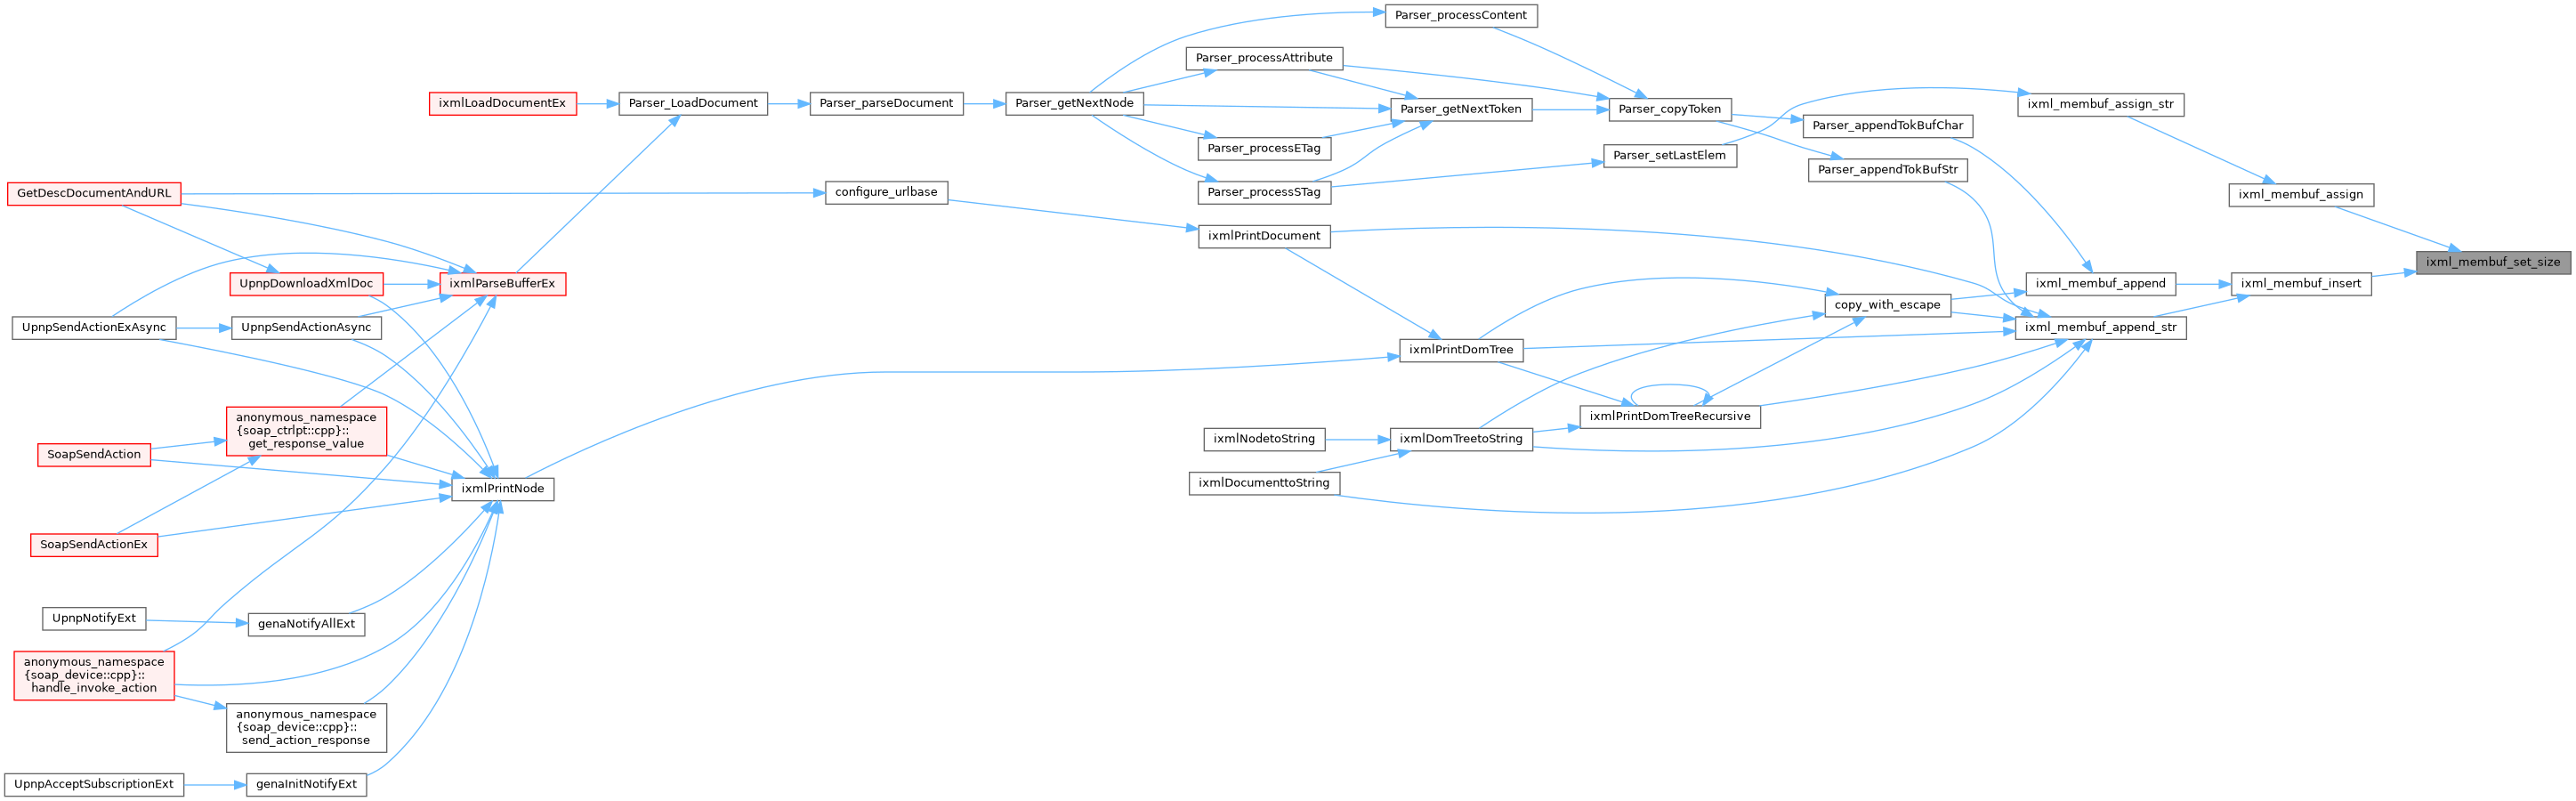 Parser_processContent
Parser_processAttribute
ixmlLoadDocumentEx
Parser_LoadDocument
Parser_parseDocument
Parser_getNextNode
Parser_getNextToken
Parser_copyToken
ixml_membuf_assign_str
Parser_appendTokBufChar
Parser_processETag
Parser_setLastElem
Parser_appendTokBufStr
GetDescDocumentAndURL
configure_urlbase
Parser_processSTag
ixml_membuf_assign
ixmlPrintDocument
ixml_membuf_set_size
UpnpDownloadXmlDoc
ixmlParseBufferEx
ixml_membuf_append
ixml_membuf_insert
copy_with_escape
UpnpSendActionExAsync
UpnpSendActionAsync
ixml_membuf_append_str
ixmlPrintDomTree
anonymous_namespace
{soap_ctrlpt::cpp}::
get_response_value
ixmlPrintDomTreeRecursive
SoapSendAction
ixmlNodetoString
ixmlDomTreetoString
ixmlPrintNode
ixmlDocumenttoString
SoapSendActionEx
UpnpNotifyExt
genaNotifyAllExt
anonymous_namespace
{soap_device::cpp}::
handle_invoke_action
anonymous_namespace
{soap_device::cpp}::
send_action_response
UpnpAcceptSubscriptionExt
genaInitNotifyExt